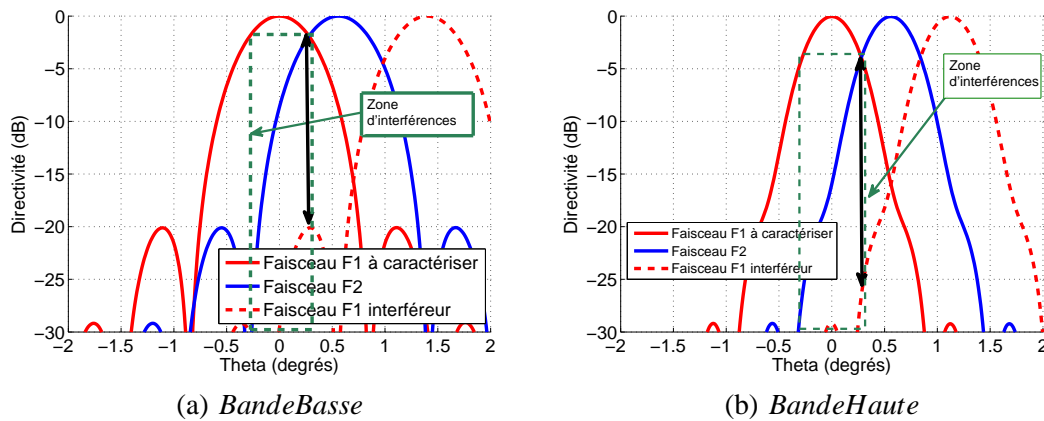 0
−5
−10
−15
−20
−25
−30
Directivité (dB)
−2 −1.5 −1 −0.5 0 0.5 1 1.5 2
Theta (degrés)
Zone
d'interférences
Faisceau F1 à caractériser
Faisceau F2
Faisceau F1 interféreur
(a) BandeBasse
0
−5
−10
−15
−20
−25
−30
Directivité (dB)
−2 −1.5 −1 −0.5 0 0.5 1 1.5 2
Theta (degrés)
Zone
d'interférences
Faisceau F1 à caractériser
Faisceau F2
Faisceau F1 interféreur
(b) BandeHaute